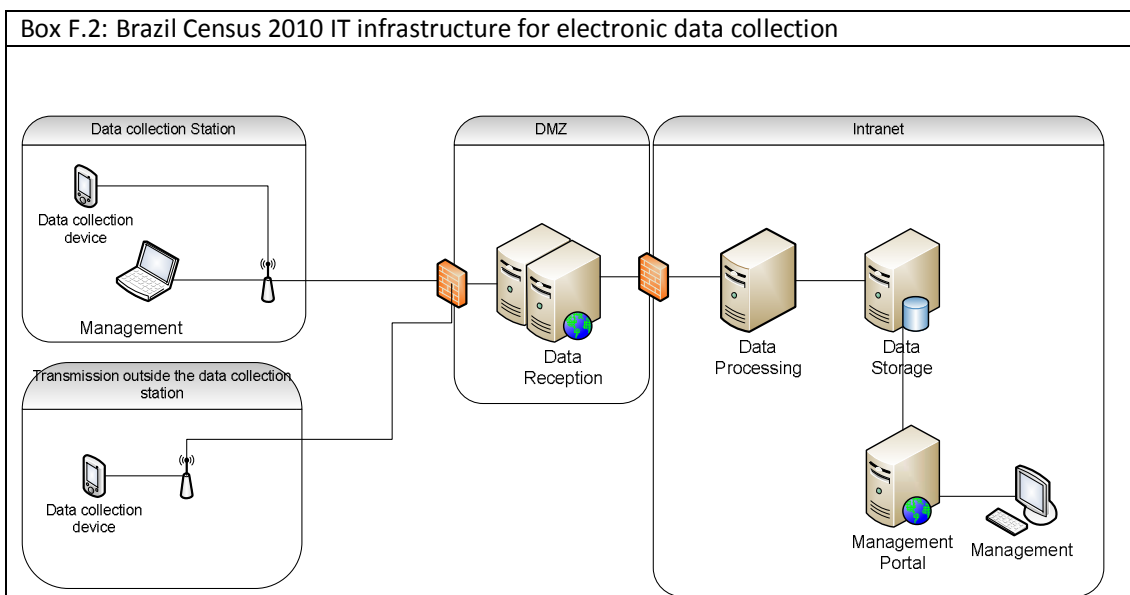 Box F.2: Brazil Census 2010 IT infrastructure for electronic data collection
Data collection Station
Data collection
device
Management
Transmission outside the data collection
station
Data collection
device
DMZ
Data
Reception
Intranet
Data
Processing
Data
Storage
Management
Portal
Management